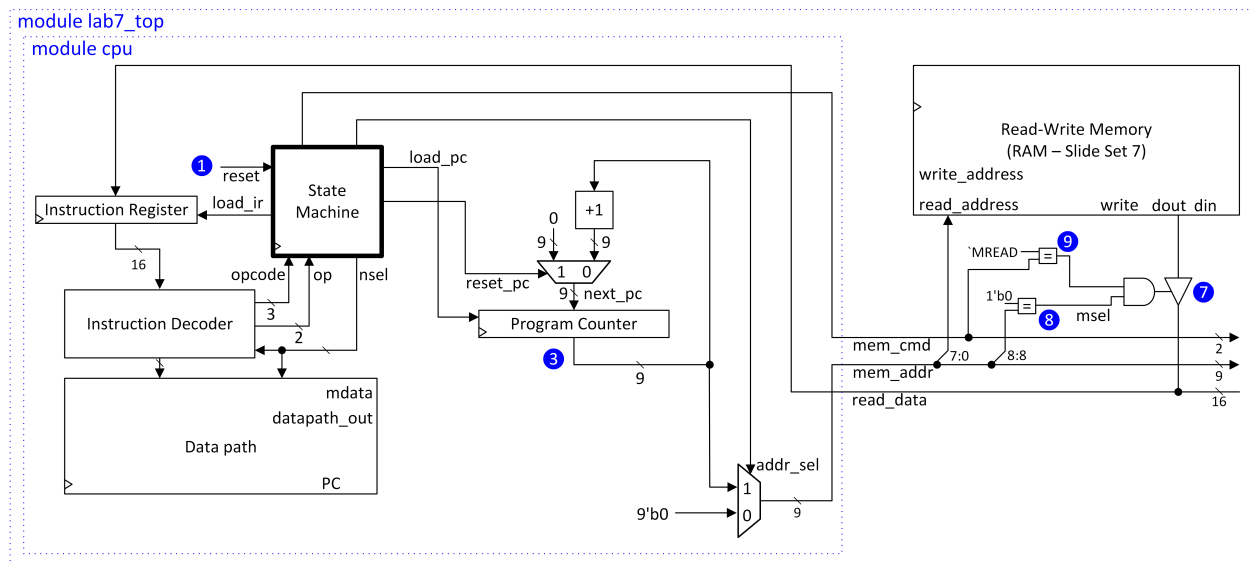 module lab7_top
module cpu
1
reset
load_ir
Instruction Register
16
State
Machine
load_pc
reset_pc
opcode
op
nsel
3
2
Instruction Decoder
mdata
datapath_out
Data path
PC
+1
0
9
9
1 0
9
next_pc
Program Counter
3
9
addr_sel
1
0
9'b0
9
Read-Write Memory
(RAM – Slide Set 7)
write_address
read_address
write dout din
`MREAD
=
9
1'b0
=
8
msel
7
mem_cmd
2
7:0
8:8
mem_addr
9
read_data
16